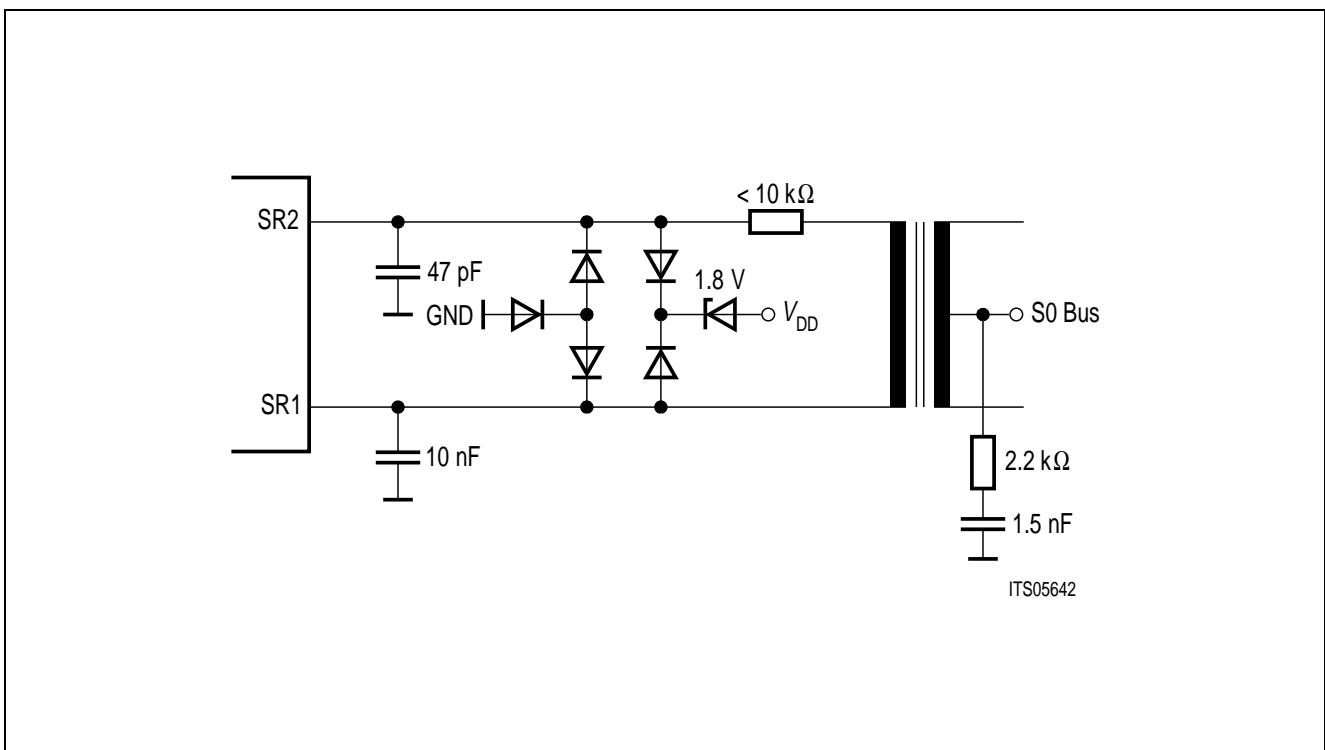 < 10 kΩ
SR2
47 pF
1.8 V
GND
VDD
S0 Bus
SR1
10 nF
2.2 kΩ
1.5 nF
ITS05642